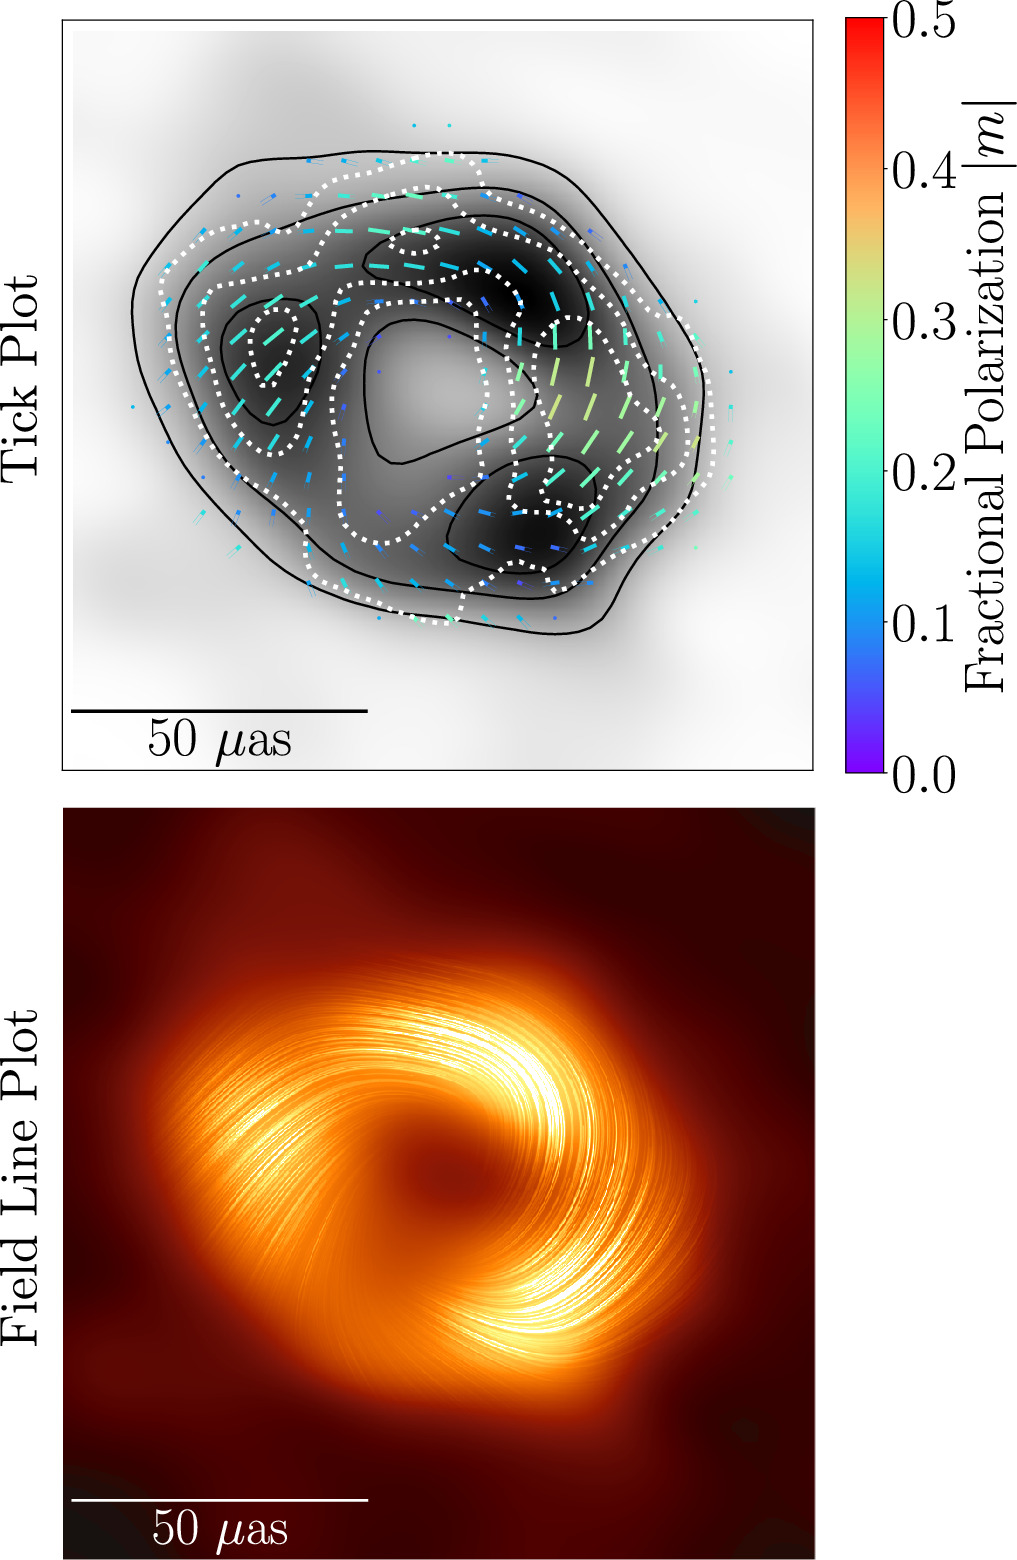 Tick Plot
50 μas
0.5
0.4
0.3
0.2
0.1
0.0
Fractional Polarization |m|
Field Line Plot
50 μas